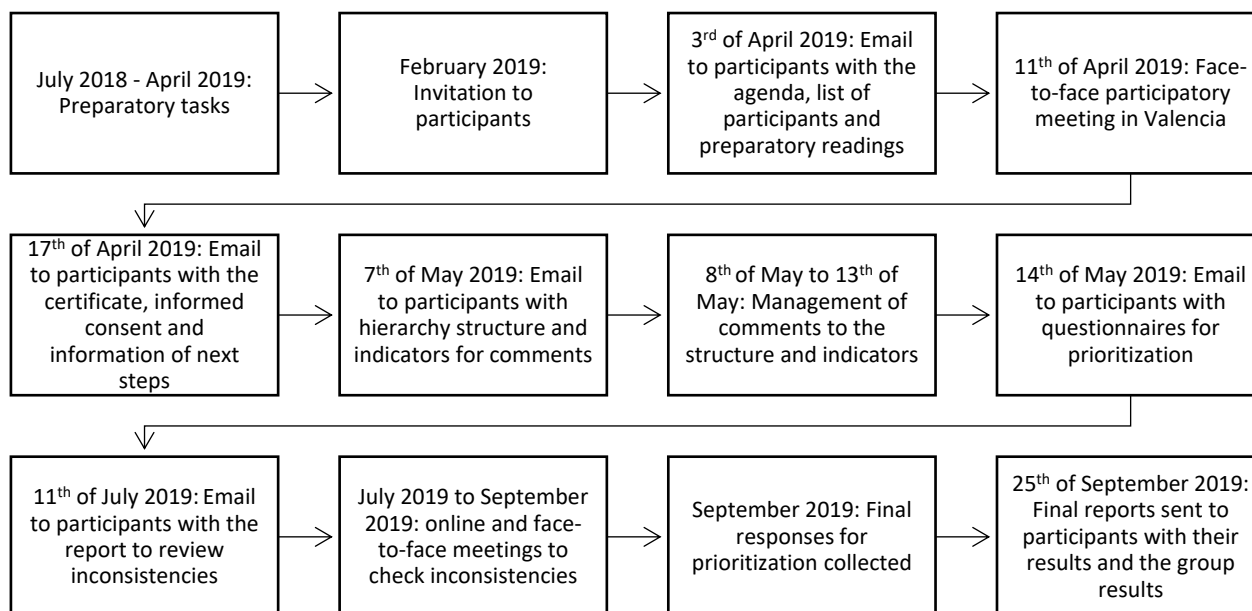 July 2018 - April 2019:
Preparatory tasks
February 2019:
Invitation to
participants
3rd of April 2019: Email
to participants with the
agenda, list of
participants and
preparatory readings
11th of April 2019: Face-
to-face participatory
meeting in Valencia
17th of April 2019: Email
to participants with the
certificate, informed
consent and
information of next
steps
7th of May 2019: Email
to participants with
hierarchy structure and
indicators for comments
8th of May to 13th of
May: Management of
comments to the
structure and indicators
14th of May 2019: Email
to participants with
questionnaires for
prioritization
11th of July 2019: Email
to participants with the
report to review
inconsistencies
July 2019 to September
2019: online and face-
to-face meetings to
check inconsistencies
September 2019: Final
responses for
prioritization collected
25th of September 2019:
Final reports sent to
participants with their
results and the group
results